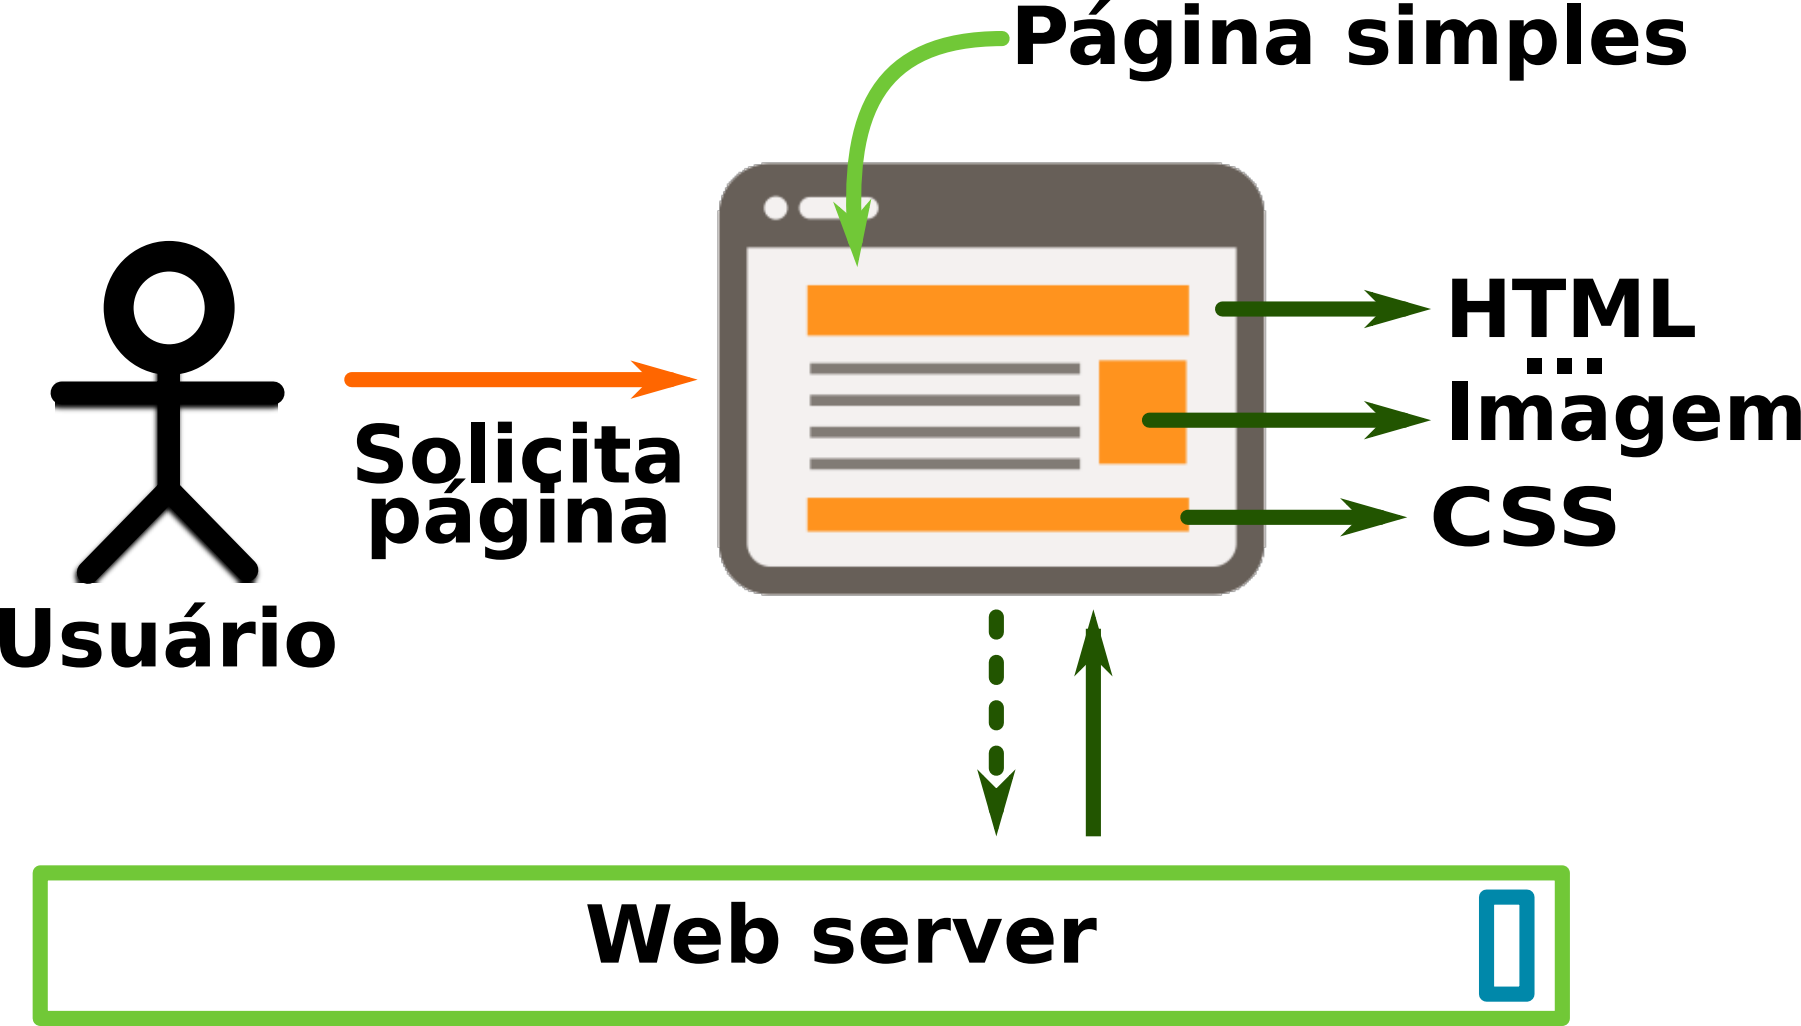 Página simples
HTML
...
Imagem
CSS
Solicita
página
Usuário
Web server